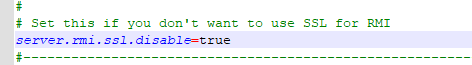 #
# Set this if you don't want to use SSL for RMI
server.rmi.ssl.disable=true
#---------------------------------------------------------